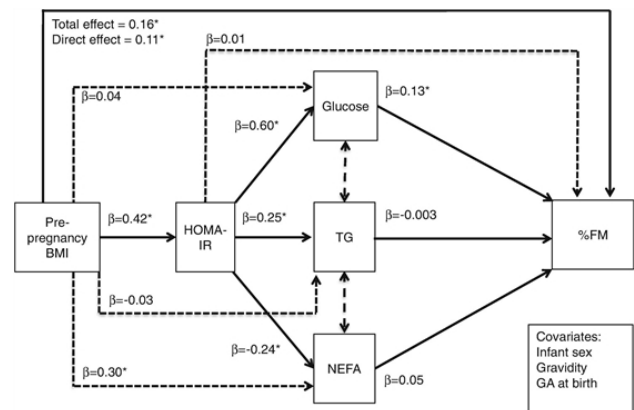 Total effect = 0.16*
Direct effect = 0.11*
β=0.01
β=0.04
Glucose
β=0.13*
β=0.60*
Pre-
pregnancy
BMI
β=0.42*
HOMA-
IR
β=0.25*
TG
β=-0.003
%FM
β=-0.03
β=-0.24*
β=0.30*
NEFA
β=0.05
Covariates:
Infant sex
Gravidity
GA at birth